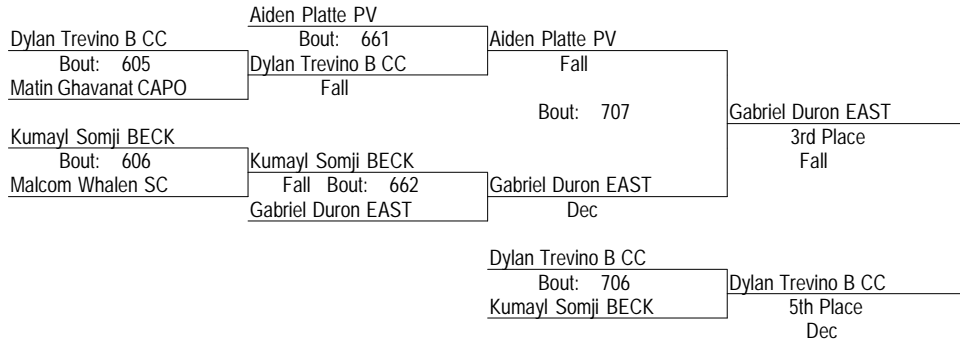 Aiden Platte PV
Dylan Trevino B CC
Bout: 661
Aiden Platte PV
Bout: 605
Dylan Trevino B CC
Fall
Matin Ghavanat CAPO
Fall
Bout: 707
Gabriel Duron EAST
Kumayl Somji BECK
3rd Place
Bout: 606
Kumayl Somji BECK
Fall
Malcom Whalen SC
Fall Bout: 662
Gabriel Duron EAST
Gabriel Duron EAST
Dec
Dylan Trevino B CC
Bout: 706
Dylan Trevino B CC
Kumayl Somji BECK
5th Place
Dec